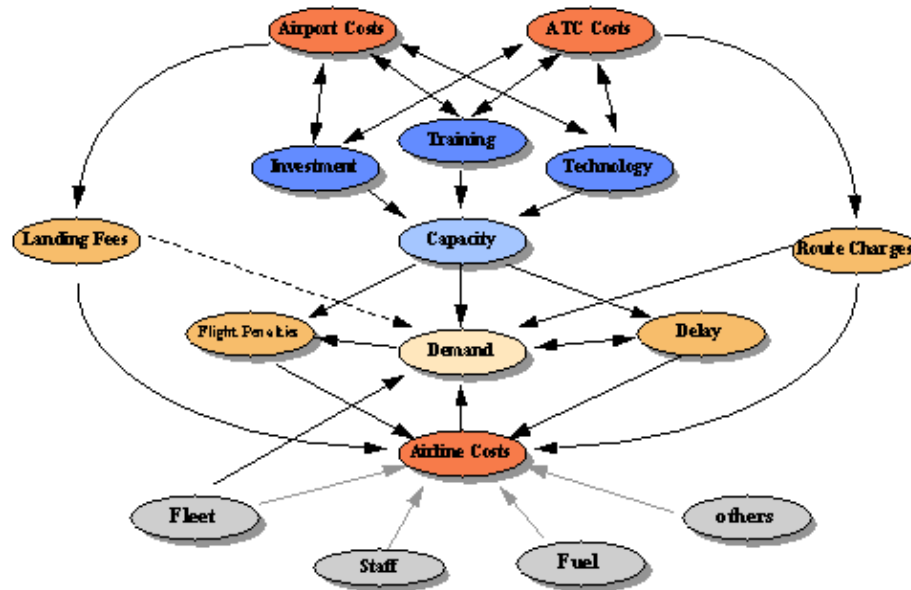 Airport Costs
ATC Costs
Training
Investment
Technology
Landing Fees
Capacity
Route Charges
Flight Penalties
Demand
Delay
Airline Costs
Fleet
others
Staff
Fuel